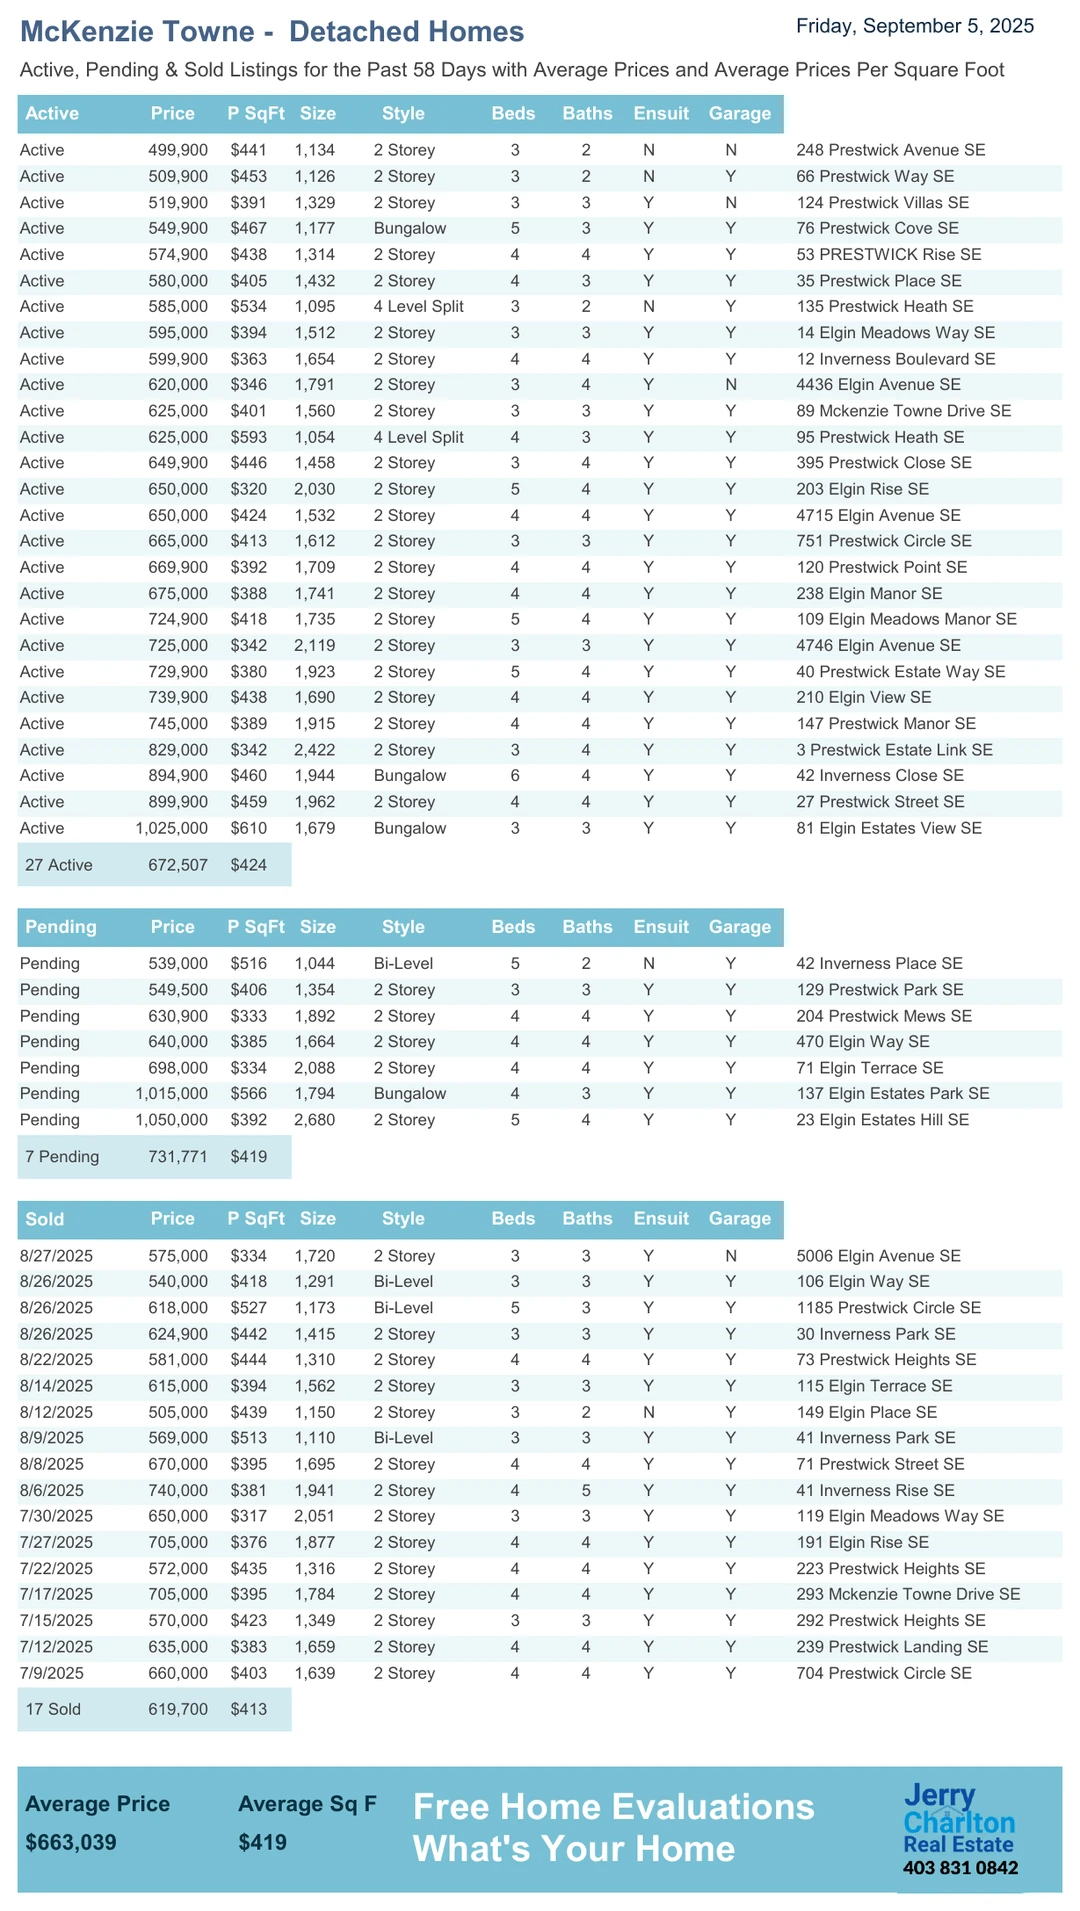 McKenzie Towne - Detached Homes
Friday, September 5, 2025
Active, Pending & Sold Listings for the Past 58 Days with Average Prices and Average Prices Per Square Foot
Active Price P SqFt Size Style Beds Baths Ensuit Garage
Active 499,900 $441 1,134 2 Storey 3 2 N N 248 Prestwick Avenue SE
Active 509,900 $453 1,126 2 Storey 3 2 N Y 66 Prestwick Way SE
Active 519,900 $391 1,329 2 Storey 3 3 Y N 124 Prestwick Villas SE
Active 549,900 $467 1,177 Bungalow 5 3 Y Y 76 Prestwick Cove SE
Active 574,900 $438 1,314 2 Storey 4 4 Y Y 53 PRESTWICK Rise SE
Active 580,000 $405 1,432 2 Storey 4 3 Y Y 35 Prestwick Place SE
Active 585,000 $534 1,095 4 Level Split 3 2 N Y 135 Prestwick Heath SE
Active 595,000 $394 1,512 2 Storey 3 3 Y Y 14 Elgin Meadows Way SE
Active 599,900 $363 1,654 2 Storey 4 4 Y Y 12 Inverness Boulevard SE
Active 620,000 $346 1,791 2 Storey 3 4 Y N 4436 Elgin Avenue SE
Active 625,000 $401 1,560 2 Storey 3 3 Y Y 89 Mckenzie Towne Drive SE
Active 625,000 $593 1,054 4 Level Split 4 3 Y Y 95 Prestwick Heath SE
Active 649,900 $446 1,458 2 Storey 3 4 Y Y 395 Prestwick Close SE
Active 650,000 $320 2,030 2 Storey 5 4 Y Y 203 Elgin Rise SE
Active 650,000 $424 1,532 2 Storey 4 4 Y Y 4715 Elgin Avenue SE
Active 665,000 $413 1,612 2 Storey 3 3 Y Y 751 Prestwick Circle SE
Active 669,900 $392 1,709 2 Storey 4 4 Y Y 120 Prestwick Point SE
Active 675,000 $388 1,741 2 Storey 4 4 Y Y 238 Elgin Manor SE
Active 724,900 $418 1,735 2 Storey 5 4 Y Y 109 Elgin Meadows Manor SE
Active 725,000 $342 2,119 2 Storey 3 3 Y Y 4746 Elgin Avenue SE
Active 729,900 $380 1,923 2 Storey 5 4 Y Y 40 Prestwick Estate Way SE
Active 739,900 $438 1,690 2 Storey 4 4 Y Y 210 Elgin View SE
Active 745,000 $389 1,915 2 Storey 4 4 Y Y 147 Prestwick Manor SE
Active 829,000 $342 2,422 2 Storey 3 4 Y Y 3 Prestwick Estate Link SE
Active 894,900 $460 1,944 Bungalow 6 4 Y Y 42 Inverness Close SE
Active 899,900 $459 1,962 2 Storey 4 4 Y Y 27 Prestwick Street SE
Active 1,025,000 $610 1,679 Bungalow 3 3 Y Y 81 Elgin Estates View SE
27 Active 672,507 $424
Pending Price P SqFt Size Style Beds Baths Ensuit Garage
Pending 539,000 $516 1,044 Bi-Level 5 2 N Y 42 Inverness Place SE
Pending 549,500 $406 1,354 2 Storey 3 3 Y Y 129 Prestwick Park SE
Pending 630,900 $333 1,892 2 Storey 4 4 Y Y 204 Prestwick Mews SE
Pending 640,000 $385 1,664 2 Storey 4 4 Y Y 470 Elgin Way SE
Pending 698,000 $334 2,088 2 Storey 4 4 Y Y 71 Elgin Terrace SE
Pending 1,015,000 $566 1,794 Bungalow 4 3 Y Y 137 Elgin Estates Park SE
Pending 1,050,000 $392 2,680 2 Storey 5 4 Y Y 23 Elgin Estates Hill SE
7 Pending 731,771 $419
Sold Price P SqFt Size Style Beds Baths Ensuit Garage
8/27/2025 575,000 $334 1,720 2 Storey 3 3 Y N 5006 Elgin Avenue SE
8/26/2025 540,000 $418 1,291 Bi-Level 3 3 Y Y 106 Elgin Way SE
8/26/2025 618,000 $527 1,173 Bi-Level 5 3 Y Y 1185 Prestwick Circle SE
8/26/2025 624,900 $442 1,415 2 Storey 3 3 Y Y 30 Inverness Park SE
8/22/2025 581,000 $444 1,310 2 Storey 4 4 Y Y 73 Prestwick Heights SE
8/14/2025 615,000 $394 1,562 2 Storey 3 3 Y Y 115 Elgin Terrace SE
8/12/2025 505,000 $439 1,150 2 Storey 3 2 N Y 149 Elgin Place SE
8/9/2025 569,000 $513 1,110 Bi-Level 3 3 Y Y 41 Inverness Park SE
8/8/2025 670,000 $395 1,695 2 Storey 4 4 Y Y 71 Prestwick Street SE
8/6/2025 740,000 $381 1,941 2 Storey 4 5 Y Y 41 Inverness Rise SE
7/30/2025 650,000 $317 2,051 2 Storey 3 3 Y Y 119 Elgin Meadows Way SE
7/27/2025 705,000 $376 1,877 2 Storey 4 4 Y Y 191 Elgin Rise SE
7/22/2025 572,000 $435 1,316 2 Storey 4 4 Y Y 223 Prestwick Heights SE
7/17/2025 705,000 $395 1,784 2 Storey 4 4 Y Y 293 Mckenzie Towne Drive SE
7/15/2025 570,000 $423 1,349 2 Storey 3 3 Y Y 292 Prestwick Heights SE
7/12/2025 635,000 $383 1,659 2 Storey 4 4 Y Y 239 Prestwick Landing SE
7/9/2025 660,000 $403 1,639 2 Storey 4 4 Y Y 704 Prestwick Circle SE
17 Sold 619,700 $413
Average Price Average Sq F
$663,039 $419
Free Home Evaluations
What's Your Home
Jerry
Charlton
Real Estate
403 831 0842